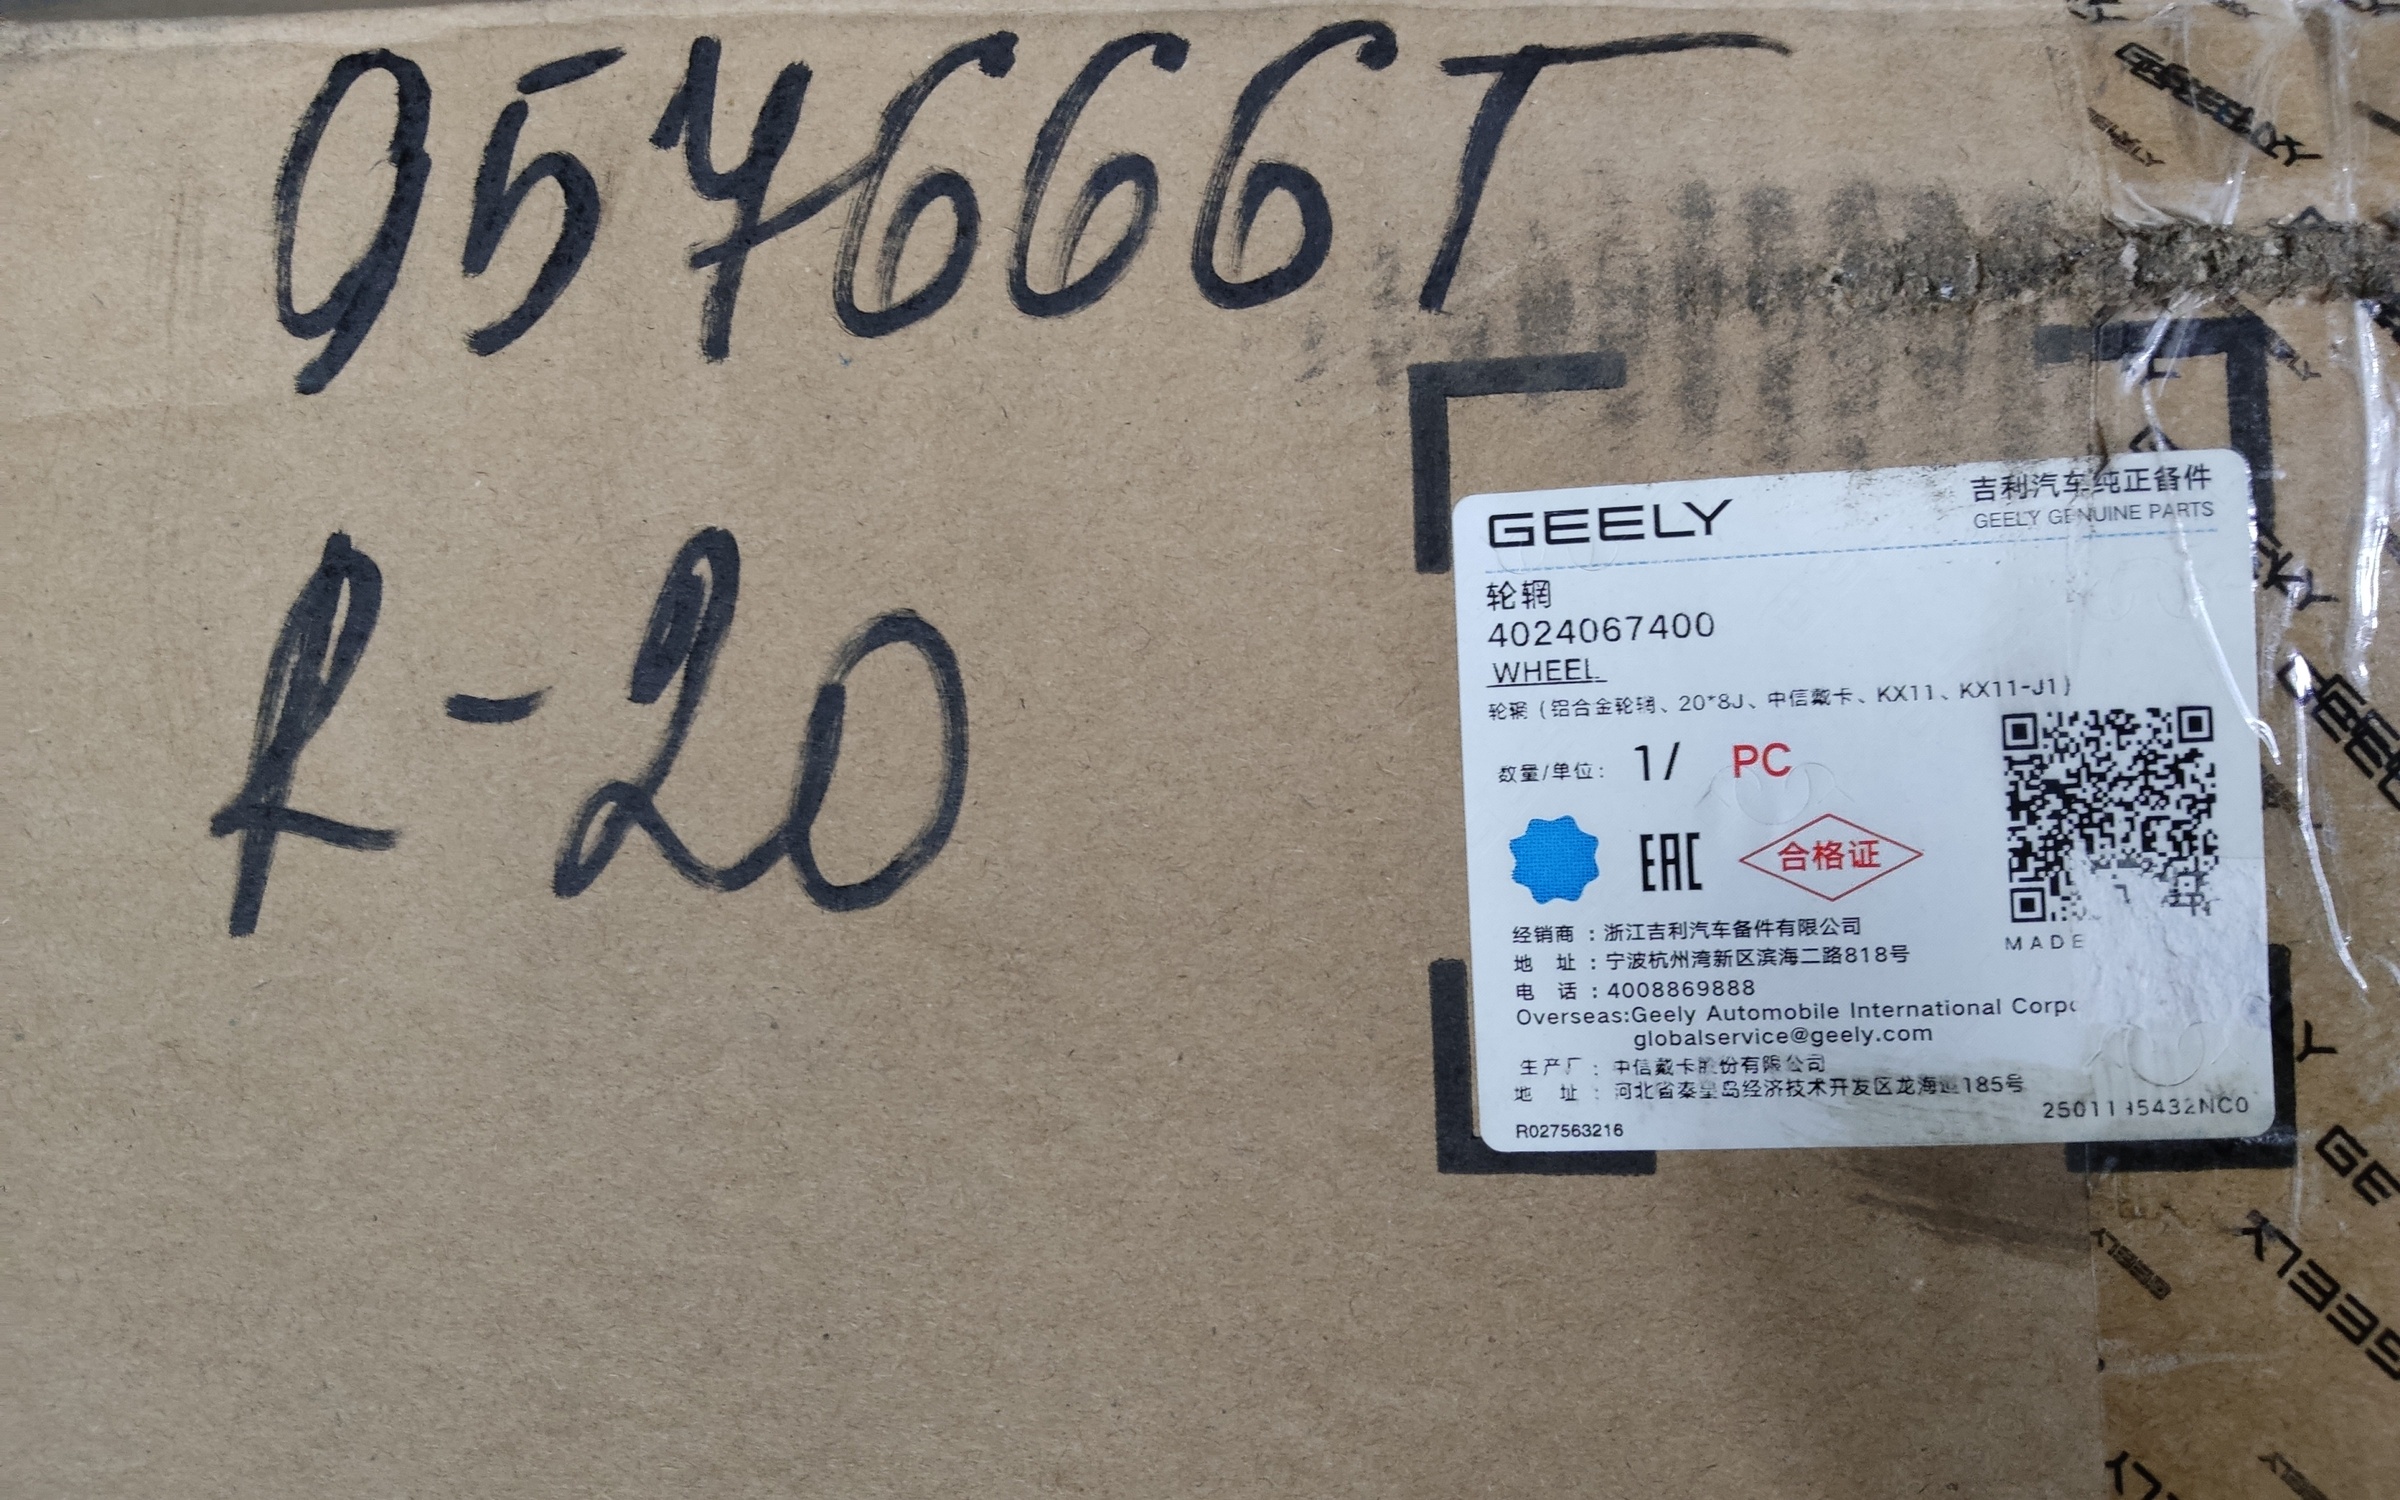 957666T
R-20
GEELY
吉利汽车纯正备件
GEELY GENUINE PARTS
轮辋
4024067400
WHEEL
轮辋（铝合金轮辋、20*8J、中信戴卡、KX11、KX11-J1）
数量/单位： 1/ PC
EAC
合格证
MADE
经销商：浙江吉利汽车备件有限公司
地 址：宁波杭州湾新区滨海二路818号
电 话：4008869888
Overseas:Geely Automobile International
globalservice@geely.com
生产厂：中信戴卡股份有限公司
地 址：河北省秦皇岛经济技术开发区龙海道185号
R027563216
GEELY
GEELY